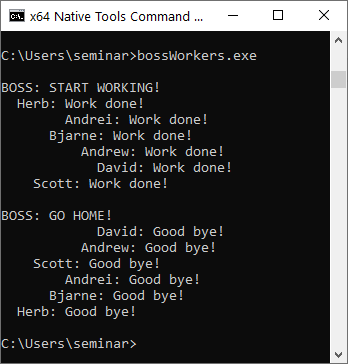 x64 Native Tools Command ...
C:\Users\seminar>bossWorkers.exe
BOSS: START WORKING!
  Herb: Work done!
        Andrei: Work done!
      Bjarne: Work done!
          Andrew: Work done!
            David: Work done!
    Scott: Work done!
BOSS: GO HOME!
            David: Good bye!
          Andrew: Good bye!
    Scott: Good bye!
        Andrei: Good bye!
      Bjarne: Good bye!
  Herb: Good bye!
C:\Users\seminar>